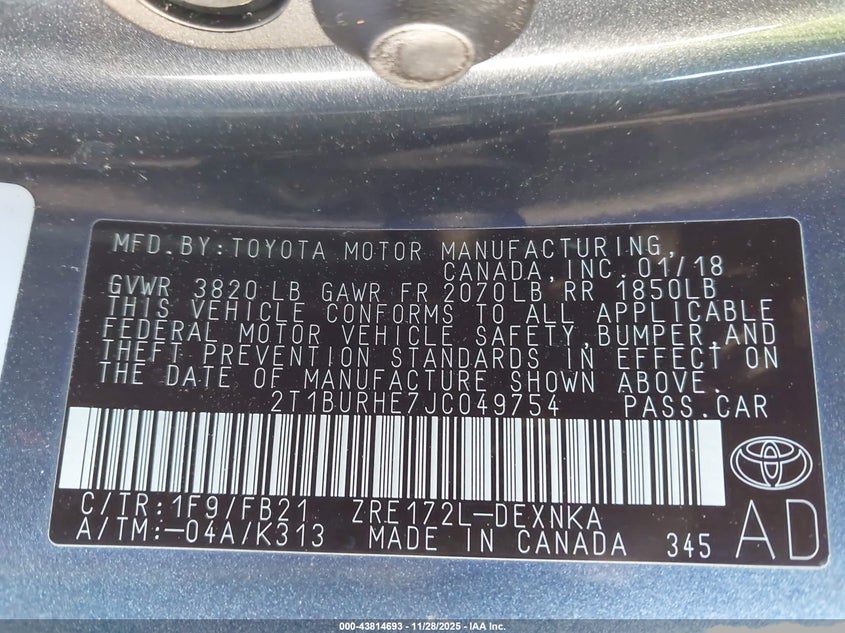 MFD.BY:TOYOTA MOTOR MANUFACTURING,
CANADA,INC.01/18
GVWR 3820LB GAWR FR 2070LB RR 1850LB
THIS VEHICLE CONFORMS TO ALL APPLICABLE
FEDERAL MOTOR VEHICLE SAFETY,BUMPER,AND
THEFT PREVENTION STANDARDS IN EFFECT ON
THE DATE OF MANUFACTURE SHOWN ABOVE.
2T1BURHE7JC049754 PASS.CAR
C/TR:1F9/FB21 ZRE172L-DEXNKA
A/TM:-04A/K313 MADE IN CANADA 345 AD
000-43814693 - 11/28/2025 - IAA Inc.